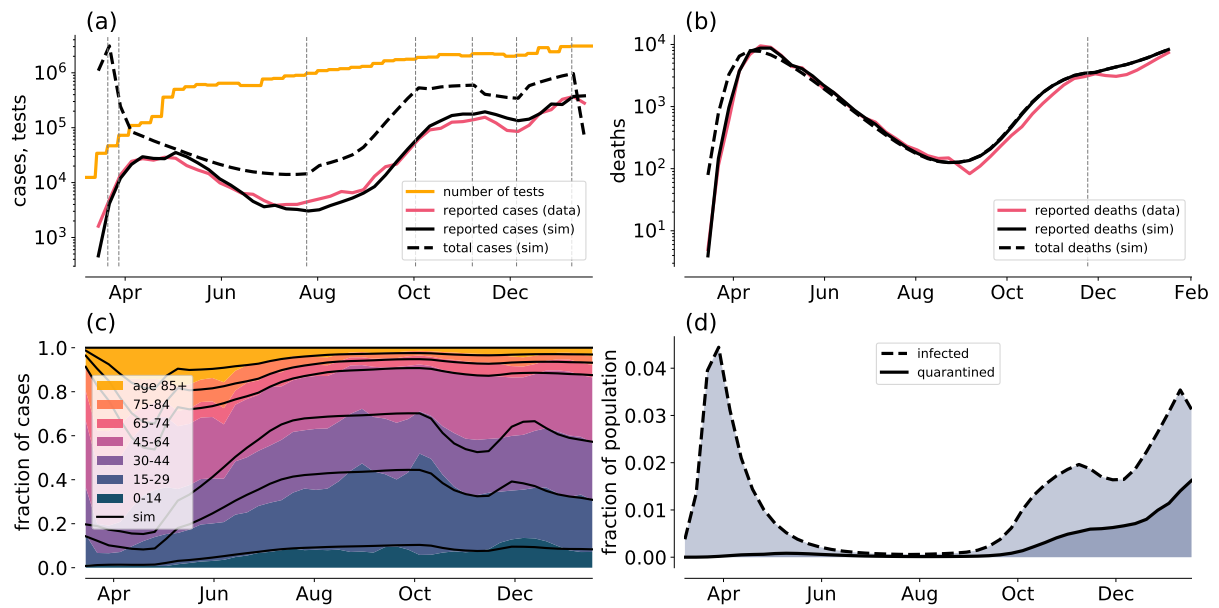 (a)
cases, tests
10^6
10^5
10^4
10^3
number of tests
reported cases (data)
reported cases (sim)
total cases (sim)
Apr Jun Aug Oct Dec
(b)
deaths
10^4
10^3
10^2
10^1
reported deaths (data)
reported deaths (sim)
total deaths (sim)
Apr Jun Aug Oct Dec Feb
(c)
fraction of cases
1.0
0.8
0.6
0.4
0.2
0.0
age 85+
75-84
65-74
45-64
30-44
15-29
0-14
sim
Apr Jun Aug Oct Dec
(d)
fraction of population
0.04
0.03
0.02
0.01
0.00
infected
quarantined
Apr Jun Aug Oct Dec